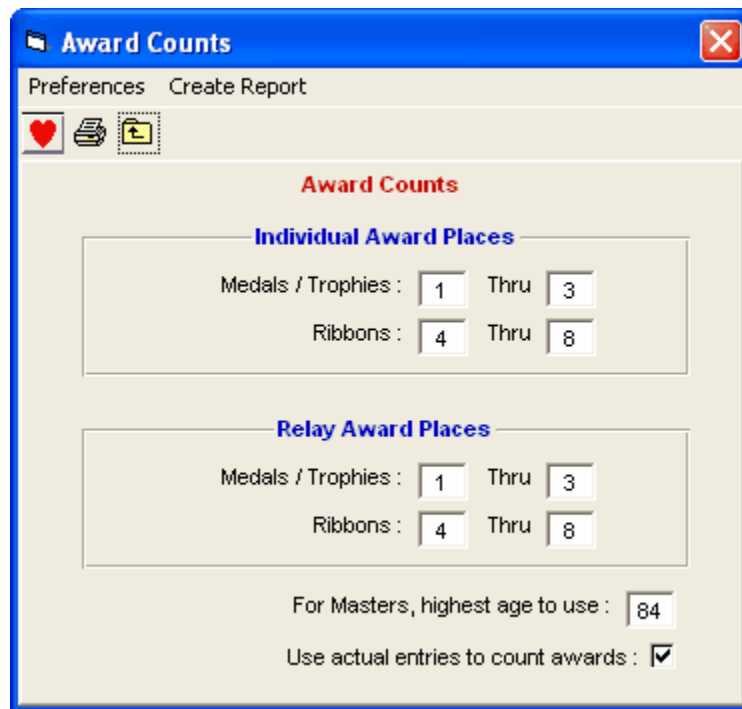 Award Counts
Preferences Create Report
Award Counts
Individual Award Places
Medals / Trophies : 1 Thru 3
Ribbons : 4 Thru 8
Relay Award Places
Medals / Trophies : 1 Thru 3
Ribbons : 4 Thru 8
For Masters, highest age to use : 84
Use actual entries to count awards :